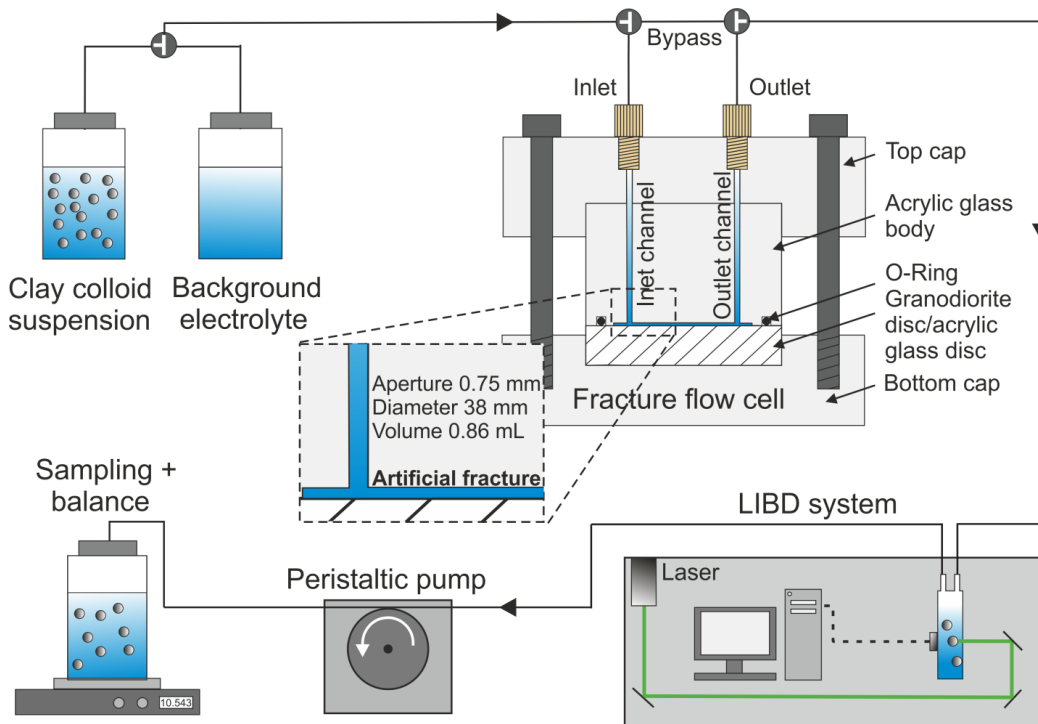 Bypass
Inlet
Outlet
Top cap
Acrylic glass
body
O-Ring
Granodiorite
disc/acrylic
glass disc
Bottom cap
Inlet channel
Outlet channel
Clay colloid
suspension
Background
electrolyte
Fracture flow cell
Aperture 0.75 mm
Diameter 38 mm
Volume 0.86 mL
Artificial fracture
Sampling +
balance
Peristaltic pump
LIBD system
Laser
10.543